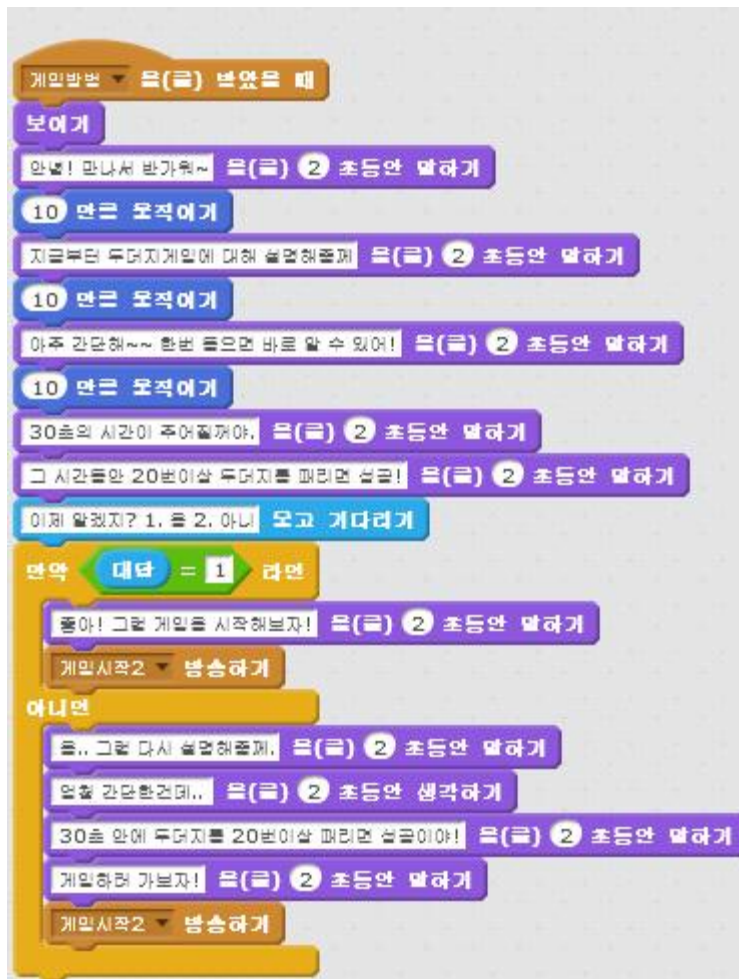 게임방법 을(를) 받았을 때
보이기
안녕! 만나서 반가워~ 을(를) 2 초동안 말하기
10 만큼 움직이기
지금부터 두더지게임에 대해 설명해줄께 을(를) 2 초동안 말하기
10 만큼 움직이기
아주 간단해~~ 한번 들으면 바로 알 수 있어! 을(를) 2 초동안 말하기
10 만큼 움직이기
30초의 시간이 주어질꺼야. 을(를) 2 초동안 말하기
그 시간동안 20번이상 두더지를 때리면 성공! 을(를) 2 초동안 말하기
이제 알겠지? 1. 응 2. 아니 묻고 기다리기
만약 대답 = 1 라면
좋아! 그럼 게임을 시작해보자! 을(를) 2 초동안 말하기
게임시작2 방송하기
아니면
음.. 그럼 다시 설명해줄께. 을(를) 2 초동안 말하기
엄청 간단한건데.. 을(를) 2 초동안 생각하기
30초 안에 두더지를 20번이상 때리면 성공이야! 을(를) 2 초동안 말하기
게임하러 가보자! 을(를) 2 초동안 말하기
게임시작2 방송하기